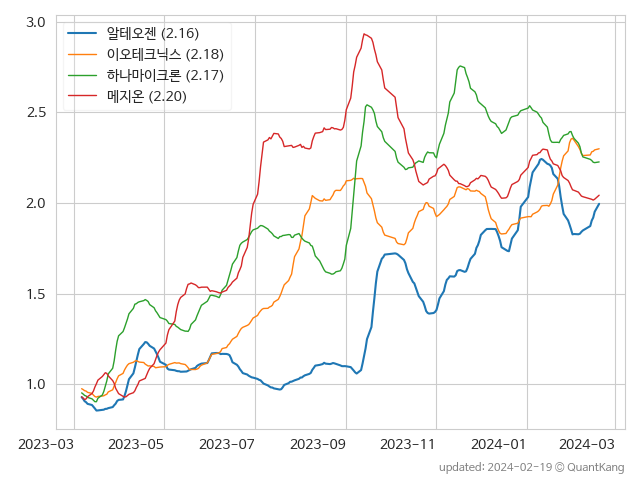 3.0
2.5
2.0
1.5
1.0
알테오젠 (2.16)
이오테크닉스 (2.18)
하나마이크론 (2.17)
메지온 (2.20)
2023−03 2023−05 2023−07 2023−09 2023−11 2024−01 2024−03
updated: 2024-02-19 © QuantKang